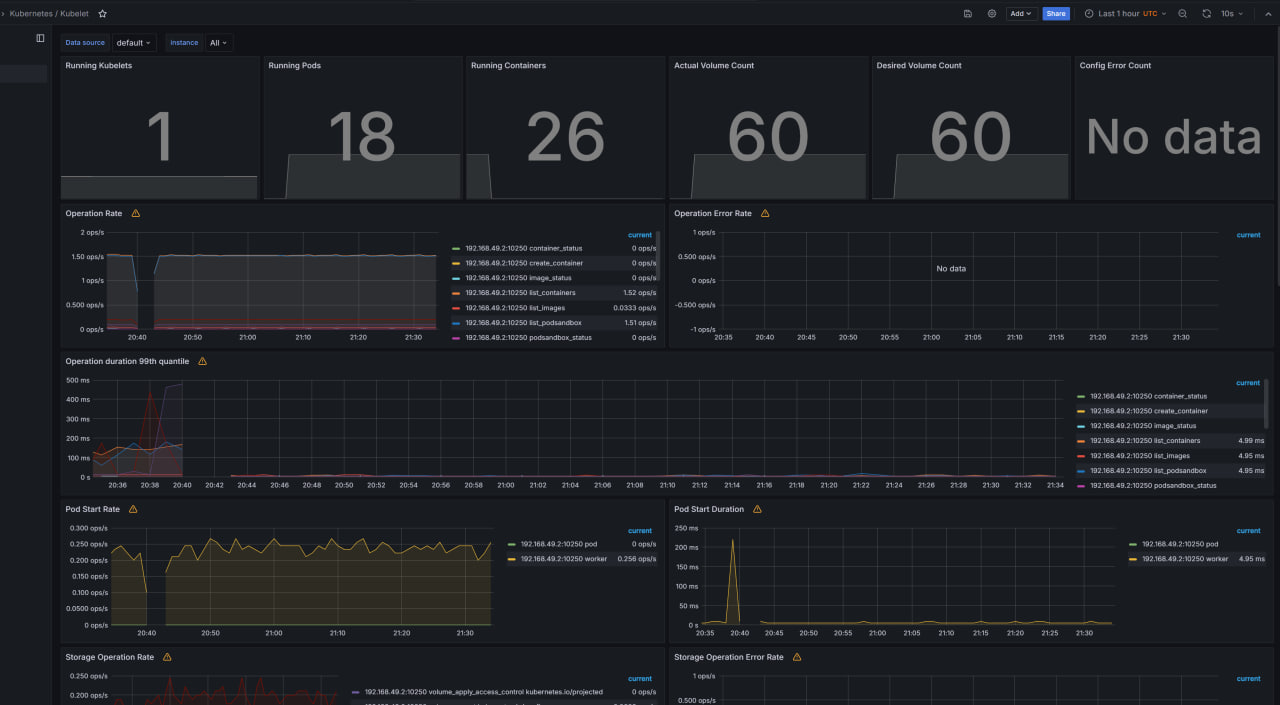 Kubernetes / Kubelet
Add
Share
Last 1 hour UTC
10s
Data source
default
instance
All
Running Kubelets
1
Running Pods
18
Running Containers
26
Actual Volume Count
60
Desired Volume Count
60
Config Error Count
No data
Operation Rate
2 ops/s
1.50 ops/s
1 ops/s
0.500 ops/s
0 ops/s
20:40 20:50 21:00 21:10 21:20 21:30
current
192.168.49.2:10250 container_status 0 ops/s
192.168.49.2:10250 create_container 0 ops/s
192.168.49.2:10250 image_status 0 ops/s
192.168.49.2:10250 list_containers 1.52 ops/s
192.168.49.2:10250 list_images 0.0333 ops/s
192.168.49.2:10250 list_podsandbox 1.51 ops/s
192.168.49.2:10250 podsandbox_status 0 ops/s
Operation Error Rate
1 ops/s
0.500 ops/s
0 ops/s
-0.500 ops/s
-1 ops/s
No data
20:35 20:40 20:45 20:50 20:55 21:00 21:05 21:10 21:15 21:20 21:25 21:30
current
Operation duration 99th quantile
500 ms
400 ms
300 ms
200 ms
100 ms
0 s
20:36 20:38 20:40 20:42 20:44 20:46 20:48 20:50 20:52 20:54 20:56 20:58 21:00 21:02 21:04 21:06 21:08 21:10 21:12 21:14 21:16 21:18 21:20 21:22 21:24 21:26 21:28 21:30 21:32 21:34
current
192.168.49.2:10250 container_status
192.168.49.2:10250 create_container
192.168.49.2:10250 image_status
192.168.49.2:10250 list_containers 4.99 ms
192.168.49.2:10250 list_images 4.95 ms
192.168.49.2:10250 list_podsandbox 4.95 ms
192.168.49.2:10250 podsandbox_status
Pod Start Rate
0.300 ops/s
0.250 ops/s
0.200 ops/s
0.150 ops/s
0.100 ops/s
0.0500 ops/s
0 ops/s
20:40 20:50 21:00 21:10 21:20 21:30
current
192.168.49.2:10250 pod 0 ops/s
192.168.49.2:10250 worker 0.256 ops/s
Pod Start Duration
250 ms
200 ms
150 ms
100 ms
50 ms
0 s
20:35 20:40 20:45 20:50 20:55 21:00 21:05 21:10 21:15 21:20 21:25 21:30
current
192.168.49.2:10250 pod
192.168.49.2:10250 worker 4.95 ms
Storage Operation Rate
0.250 ops/s
0.200 ops/s
current
192.168.49.2:10250 volume_apply_access_control kubernetes.io/projected 0 ops/s
Storage Operation Error Rate
1 ops/s
0.500 ops/s
current